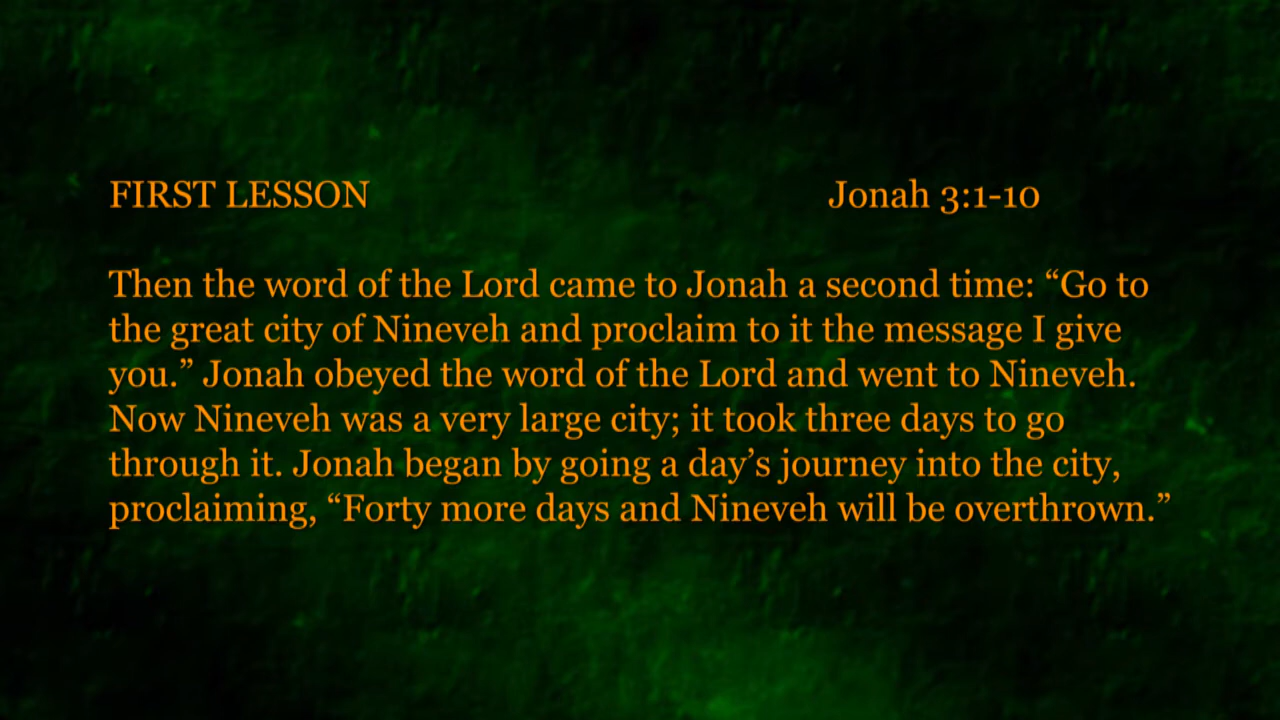 FIRST LESSON Jonah 3:1-10
Then the word of the Lord came to Jonah a second time: “Go to
the great city of Nineveh and proclaim to it the message I give
you.” Jonah obeyed the word of the Lord and went to Nineveh.
Now Nineveh was a very large city; it took three days to go
through it. Jonah began by going a day’s journey into the city,
proclaiming, “Forty more days and Nineveh will be overthrown.”